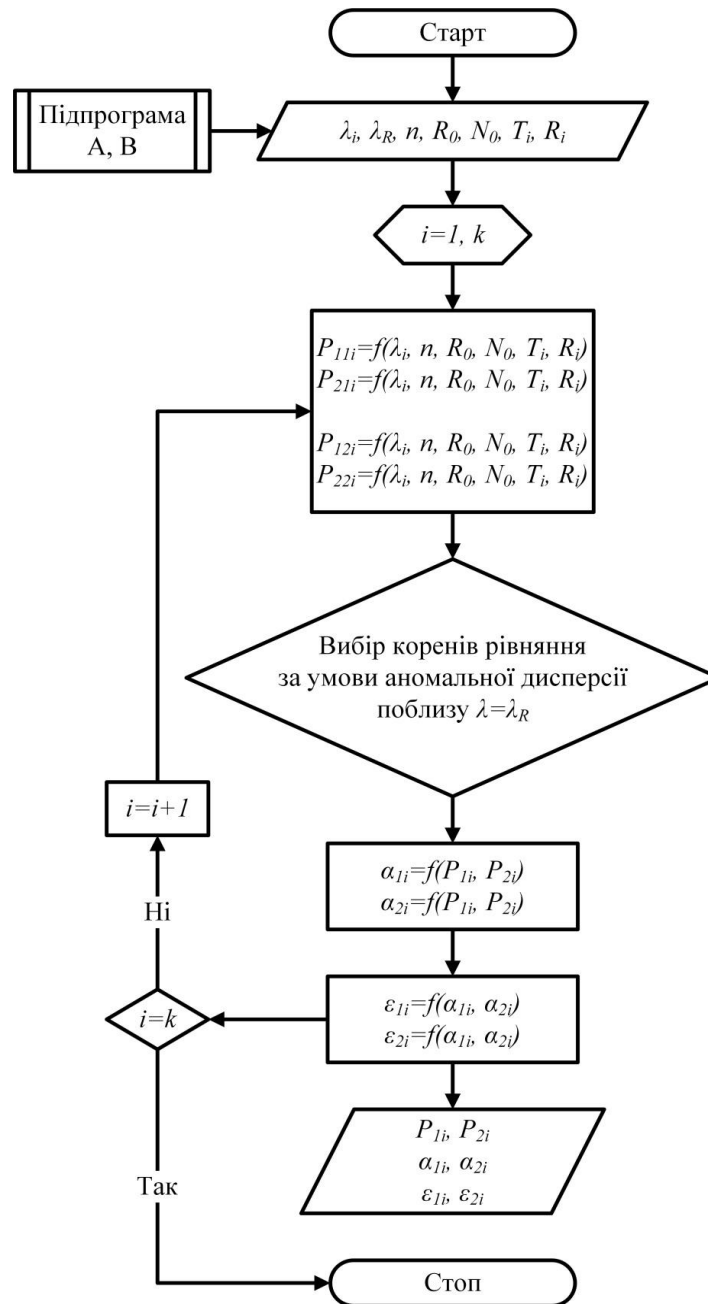 Старт
Підпрограма
А, В
λᵢ, λ_R, n, R₀, N₀, Tᵢ, Rᵢ
i=1, k
P₁₁ᵢ=f(λᵢ, n, R₀, N₀, Tᵢ, Rᵢ)
P₂₁ᵢ=f(λᵢ, n, R₀, N₀, Tᵢ, Rᵢ)
P₁₂ᵢ=f(λᵢ, n, R₀, N₀, Tᵢ, Rᵢ)
P₂₂ᵢ=f(λᵢ, n, R₀, N₀, Tᵢ, Rᵢ)
Вибір коренів рівняння
за умови аномальної дисперсії
поблизу λ=λ_R
i=i+1
α₁ᵢ=f(P₁ᵢ, P₂ᵢ)
α₂ᵢ=f(P₁ᵢ, P₂ᵢ)
Ні
ε₁ᵢ=f(α₁ᵢ, α₂ᵢ)
ε₂ᵢ=f(α₁ᵢ, α₂ᵢ)
i=k
P₁ᵢ, P₂ᵢ
α₁ᵢ, α₂ᵢ
ε₁ᵢ, ε₂ᵢ
Так
Стоп